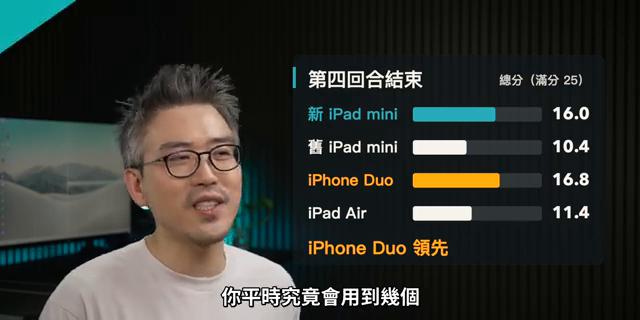 第四回合結束
總分（滿分 25）
新 iPad mini 16.0
舊 iPad mini 10.4
iPhone Duo 16.8
iPad Air 11.4
iPhone Duo 領先
你平時究竟會用到幾個